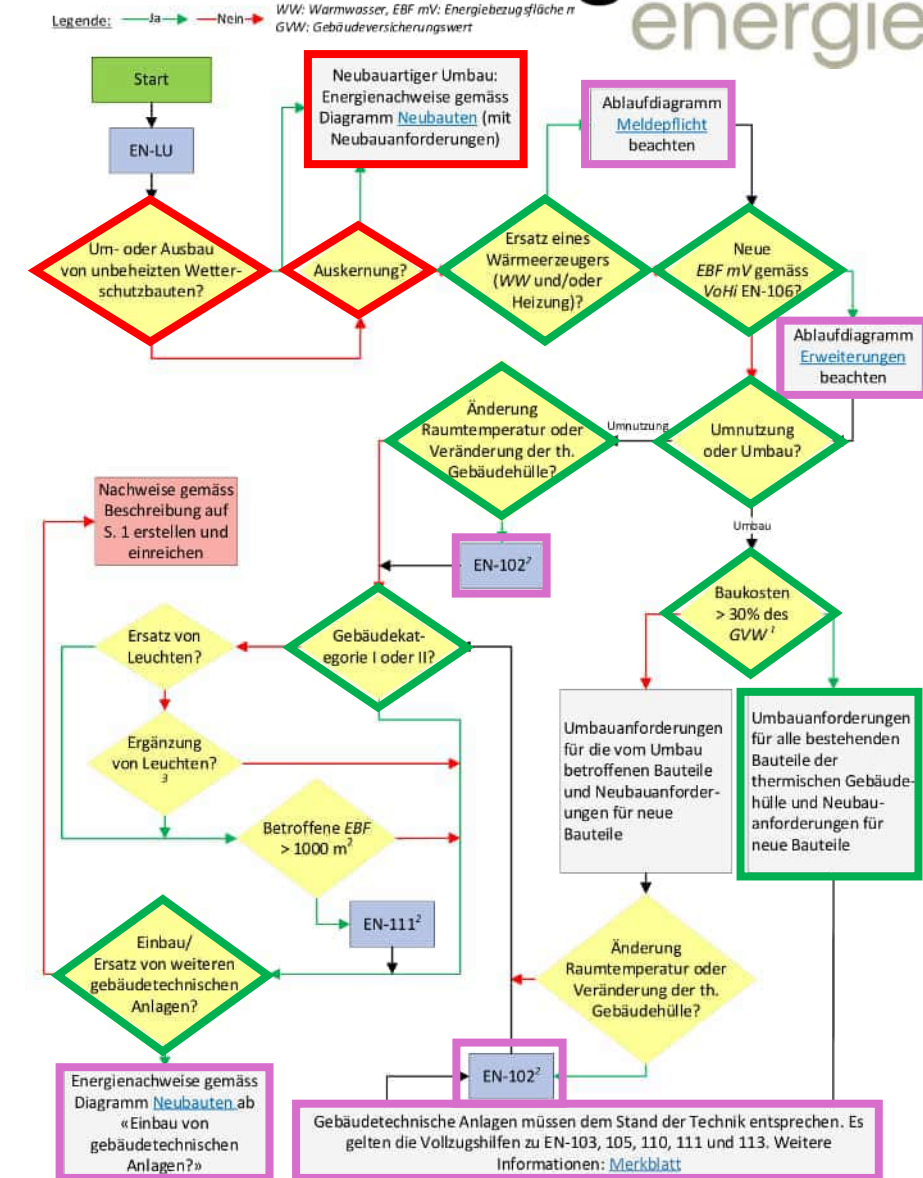 Legende:
Ja
Nein
WW: Warmwasser, EBF mV: Energiebezugsfläche m
GVW: Gebäudeversicherungswert
energie
Start
EN-LU
Um- oder Ausbau
von unbeheizten Wetter-
schutzbauten?
Neubauartiger Umbau:
Energienachweise gemäss
Diagramm Neubauten (mit
Neubauanforderungen)
Auskernung?
Ablaufdiagramm
Meldepflicht
beachten
Ersatz eines
Wärmeerzeugers
(WW und/oder
Heizung)?
Neue
EBF mV gemäss
VoHi EN-106?
Ablaufdiagramm
Erweiterungen
beachten
Umnutzung
oder Umbau?
Umnutzung
Änderung
Raumtemperatur oder
Veränderung der th.
Gebäudehülle?
EN-102²
Umbau
Baukosten
> 30% des
GVW ¹
Nachweise gemäss
Beschreibung auf
S. 1 erstellen und
einreichen
Gebäudekat-
egorie I oder II?
Ersatz von
Leuchten?
Ergänzung
von Leuchten?
3
Betroffene EBF
> 1000 m²
EN-111²
Umbauanforderungen
für die vom Umbau
betroffenen Bauteile
und Neubauanforder-
ungen für neue
Bauteile
Umbauanforderungen
für alle bestehenden
Bauteile der
thermischen Gebäude-
hülle und Neubau-
anforderungen für
neue Bauteile
Änderung
Raumtemperatur oder
Veränderung der th.
Gebäudehülle?
EN-102²
Einbau/
Ersatz von weiteren
gebäudetechnischen
Anlagen?
Energienachweise gemäss
Diagramm Neubauten ab
«Einbau von
gebäudetechnischen
Anlagen?»
Gebäudetechnische Anlagen müssen dem Stand der Technik entsprechen. Es
gelten die Vollzugshilfen zu EN-103, 105, 110, 111 und 113. Weitere
Informationen: Merkblatt